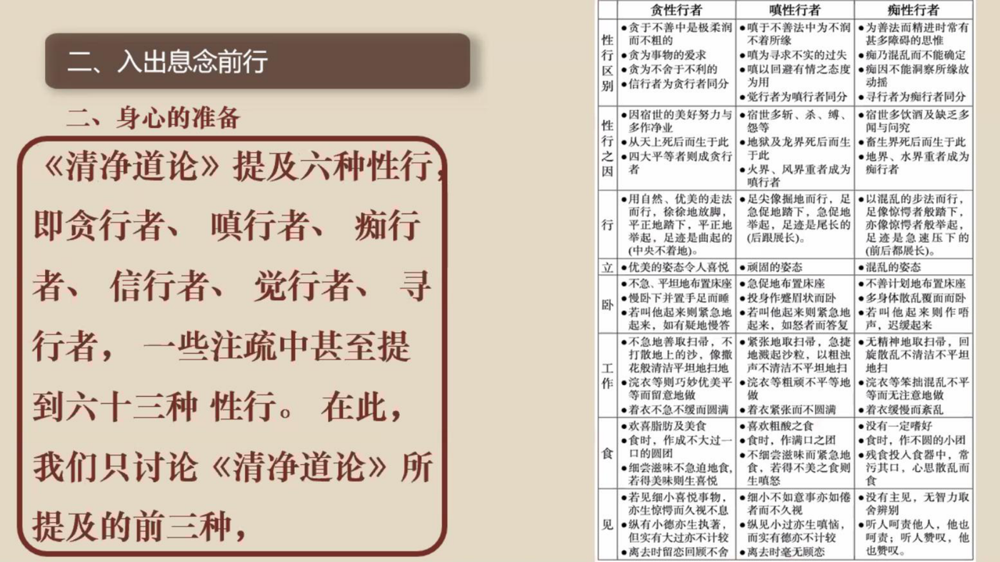 二、入出息念前行
二、身心的准备
《清净道论》提及六种性行，
即贪行者、 嗔行者、 痴行
者、 信行者、 觉行者、 寻
行者， 一些注疏中甚至提
到六十三种 性行。 在此，
我们只讨论《清净道论》所
提及的前三种，
贪性行者
嗔性行者
痴性行者
性行区别
●贪于不善中是极柔润
而不粗的
●贪为事物的爱求
●贪为不舍于不利的
●信行者为贪行者同分
●嗔于不善法中为不润
不着所缘
●嗔为寻求不实的过失
●嗔以回避有情之态度
为用
●觉行者为嗔行者同分
●为善法而精进时常有
甚多障碍的思惟
●痴乃混乱而不能确定
●痴因不能洞察所缘故
动摇
●寻行者为痴行者同分
性行之因
●因宿世的美好努力与
多作净业
●从天上死后而生于此
●四大平等者则成贪行
者
●宿世多斩、杀、缚、
怨等
●地狱及龙界死后而生
于此
●火界、风界重者成为
嗔行者
●宿世多饮酒及缺乏多
闻与问究
●畜生界死后而生于此
●地界、水界重者成为
痴行者
行
●用自然、优美的走法
而行，徐徐地放脚，
平正地踏下，平正地
举起，足迹是曲起的
(中央不着地)。
●足尖像掘地而行，足
急促地踏下，急促地
举起，足迹是尾长的
(后跟展长)。
●以混乱的步法而行，
足像惊愕者般踏下，
亦像惊愕者般举起，
足迹是急速压下的
(前后都展长)。
立
●优美的姿态令人喜悦
●顽固的姿态
●混乱的姿态
卧
●不急、平坦地布置床座
●慢卧下并置手足而睡
●若叫他起来则紧急地
起来，如有疑地慢答
●急促地布置床座
●投身作蹙眉状而卧
●若叫他起来则紧急地
起来，如怒者而答复
●不善计划地布置床座
●多身体散乱覆面而卧
●若叫他起来则作唔
声，迟缓起来
工作
●不急地善取扫帚，不
打散地上的沙，像撒
花般清洁平坦地扫地
●浣衣等则巧妙优美平
等而留意地做
●着衣不急不缓而圆满
●紧张地取扫帚，急捷
地溅起沙粒，以粗浊
声不清洁不平坦地扫
●浣衣等粗顽不平等地
做
●着衣紧张而不圆满
●无精神地取扫帚，回
旋散乱不清洁不平坦
地扫
●浣衣等笨拙混乱不平
等而无注意地做
●着衣缓慢而紊乱
食
●欢喜脂肪及美食
●食时，作成不大过一
口的圆团
●细尝滋味不急迫地食，
若得美味则生喜悦
●喜欢粗酸之食
●食时，作满口之团
●不细尝滋味而紧急地
食，若得不美之食则
生嗔怒
●没有一定嗜好
●食时，作不圆的小团
●残食投入食器中，常
污其口，心思散乱而
食
见
●若见细小喜悦事物，
亦生惊愕而久视不息
●纵有小德亦生执著，
但实有大过亦不计较
●离去时留恋回顾不舍
●细小不如意事亦如倦
者而不久视
●纵见小过亦生嗔恼，
而实有德亦不计较
●离去时毫无顾恋
●没有主见，无智力取
舍辨别
●听人呵责他人，他也
呵责；听人赞叹，他
也赞叹。